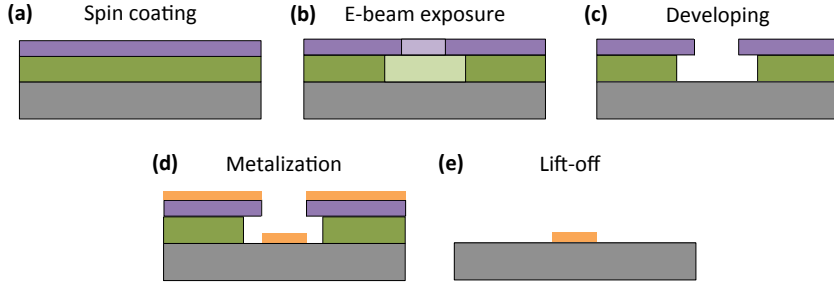 (a) Spin coating
(b) E-beam exposure
(c) Developing
(d) Metalization
(e) Lift-off